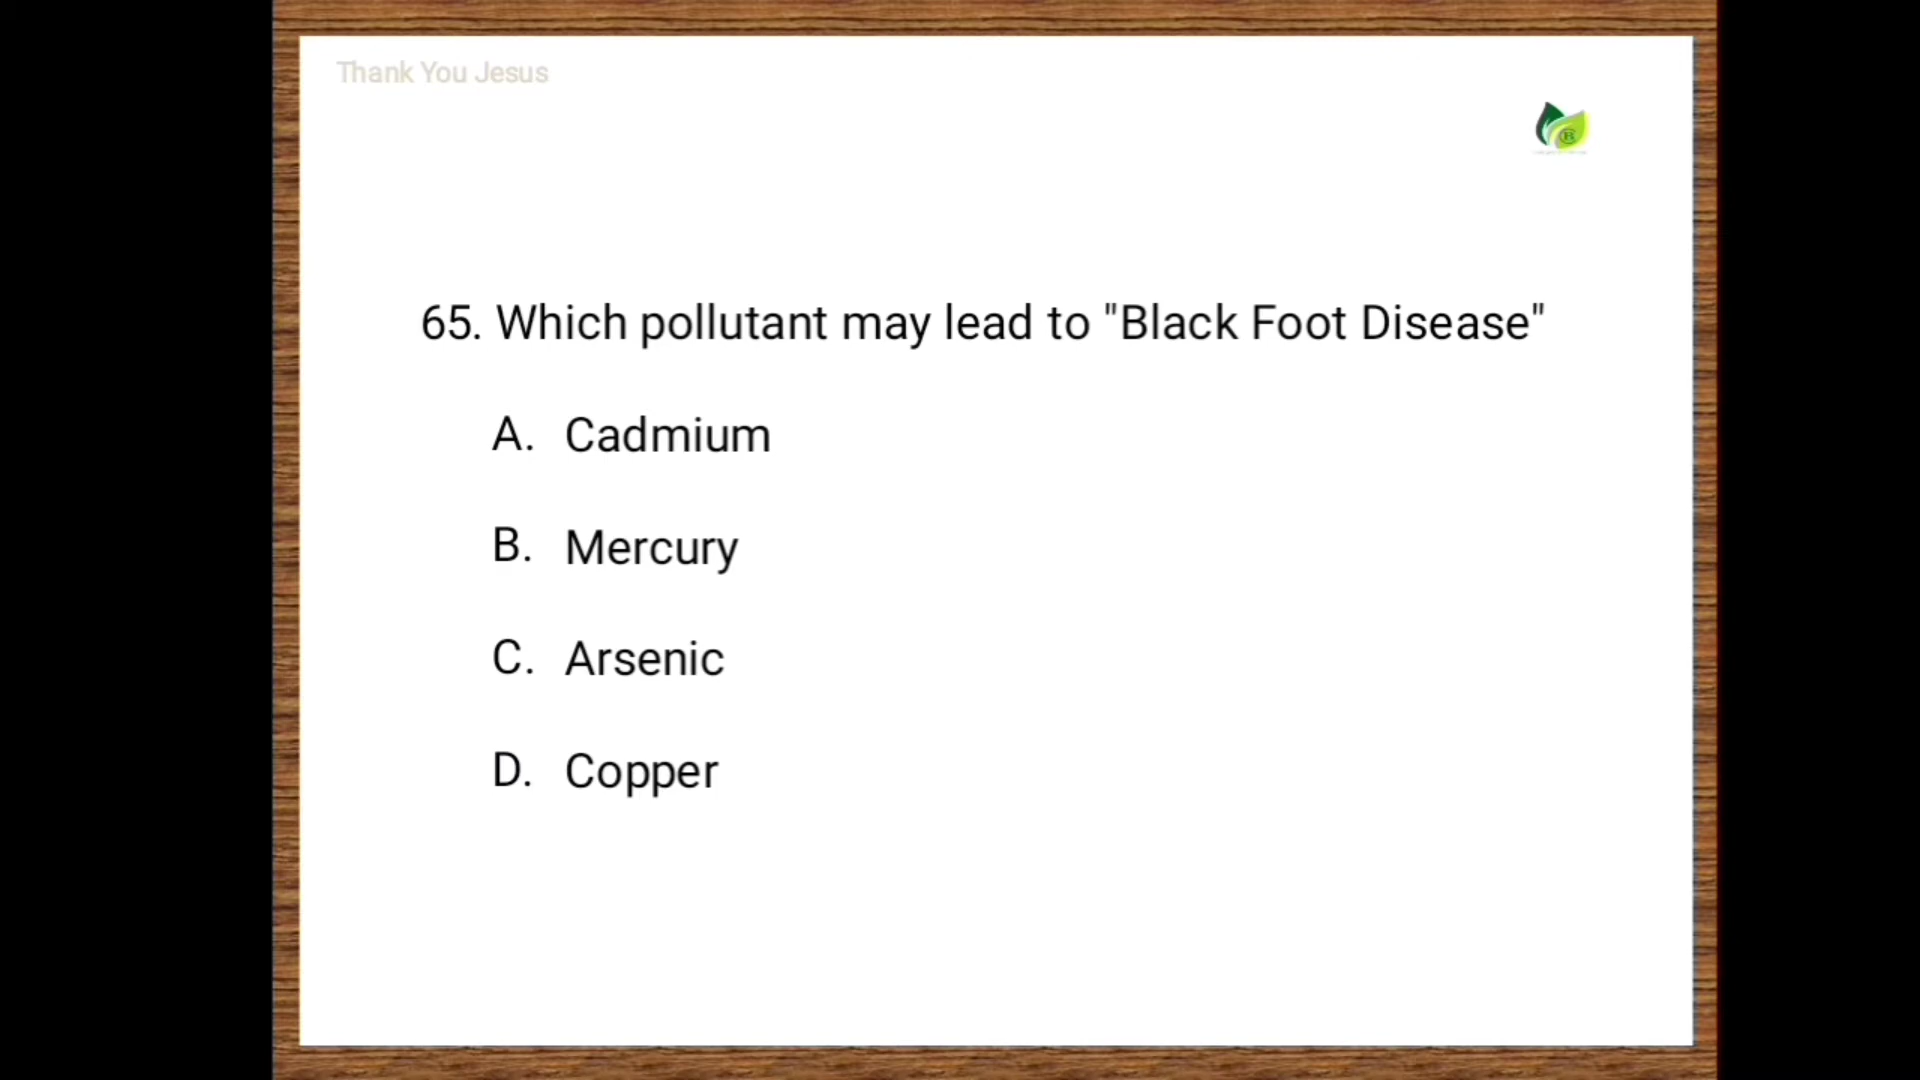 Thank You Jesus
65. Which pollutant may lead to "Black Foot Disease"
A. Cadmium
B. Mercury
C. Arsenic
D. Copper